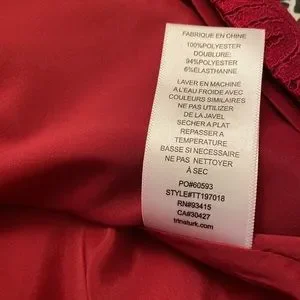 FABRIQUE EN CHINE
100%POLYESTER
DOUBLURE:
94%POLYESTER
6%ELASTHANNE
LAVER EN MACHINE
A L'EAU FROIDE AVEC
COULEURS SIMILAIRES
NE PAS UTILIZER
DE LA JAVEL
SECHER A PLAT
REPASSER A
TEMPERATURE
BASSE SI NECESSAIRE
NE PAS NETTOYER
À SEC
PO#60593
STYLE#TT197018
RN#93415
CA#30427
trinaturk.com